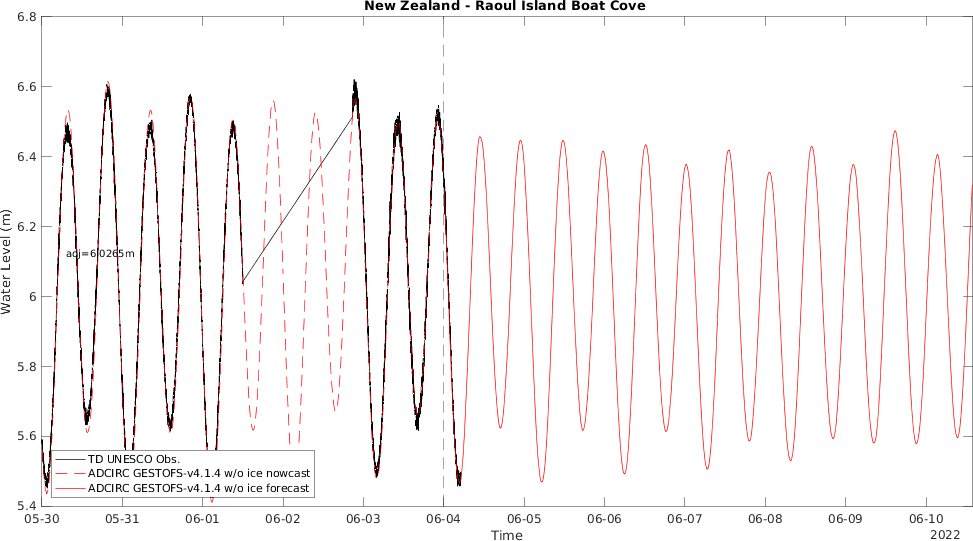 New Zealand - Raoul Island Boat Cove
6.8
6.6
6.4
6.2
6
5.8
5.6
5.4
Water Level (m)
adj=6.0265m
TD UNESCO Obs.
ADCIRC GESTOFS-v4.1.4 w/o ice nowcast
ADCIRC GESTOFS-v4.1.4 w/o ice forecast
05-30 05-31 06-01 06-02 06-03 06-04 06-05 06-06 06-07 06-08 06-09 06-10
Time
2022